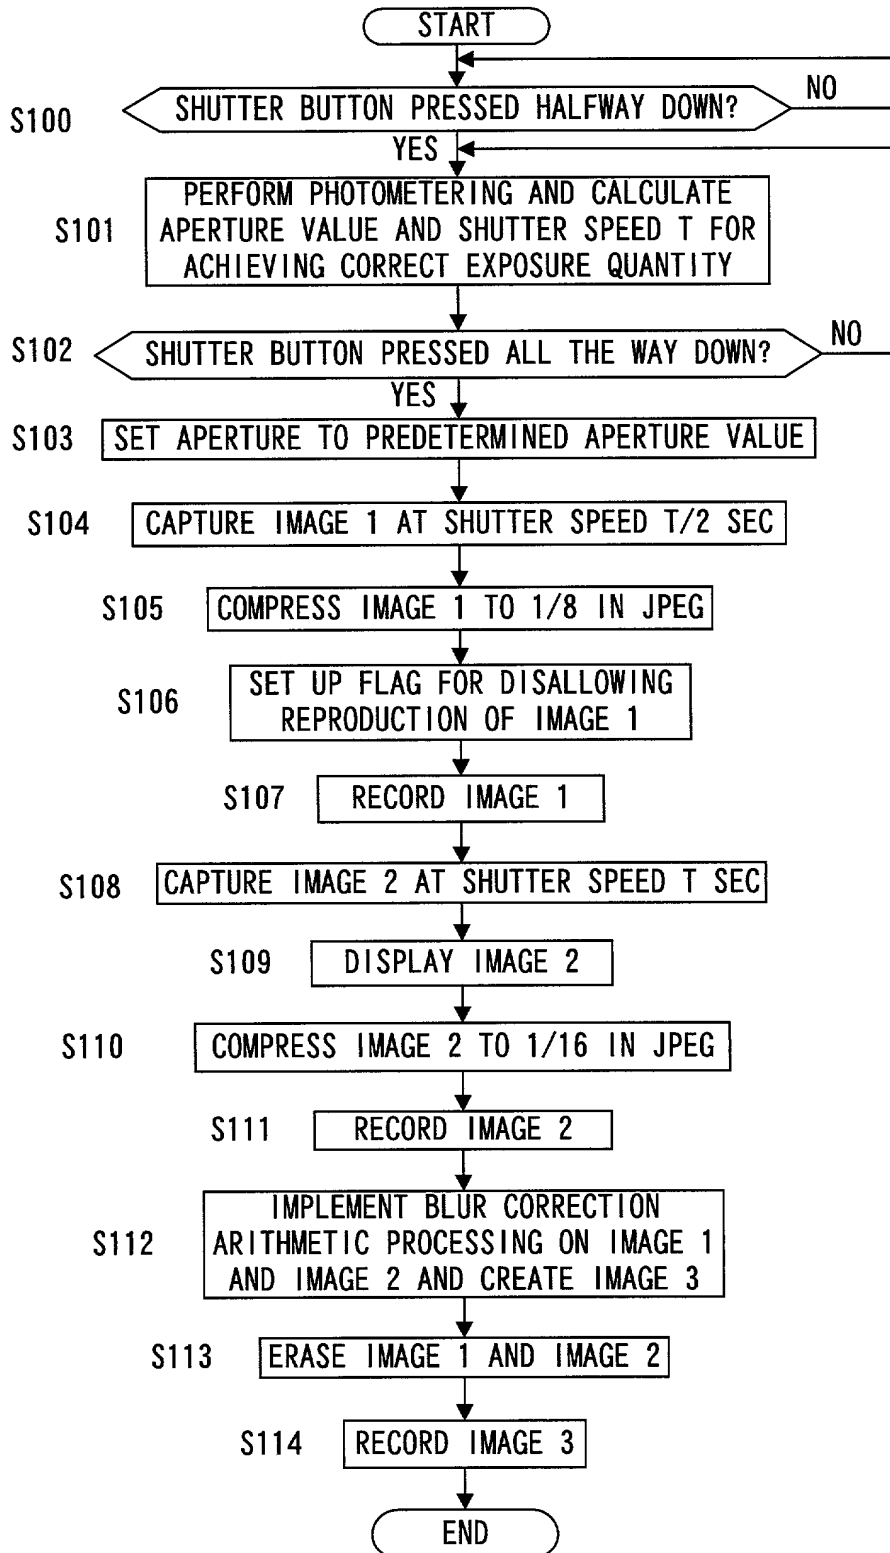 START
S100
SHUTTER BUTTON PRESSED HALFWAY DOWN?
NO
YES
S101
PERFORM PHOTOMETERING AND CALCULATE
APERTURE VALUE AND SHUTTER SPEED T FOR
ACHIEVING CORRECT EXPOSURE QUANTITY
S102
SHUTTER BUTTON PRESSED ALL THE WAY DOWN?
NO
YES
S103
SET APERTURE TO PREDETERMINED APERTURE VALUE
S104
CAPTURE IMAGE 1 AT SHUTTER SPEED T/2 SEC
S105
COMPRESS IMAGE 1 TO 1/8 IN JPEG
S106
SET UP FLAG FOR DISALLOWING
REPRODUCTION OF IMAGE 1
S107
RECORD IMAGE 1
S108
CAPTURE IMAGE 2 AT SHUTTER SPEED T SEC
S109
DISPLAY IMAGE 2
S110
COMPRESS IMAGE 2 TO 1/16 IN JPEG
S111
RECORD IMAGE 2
S112
IMPLEMENT BLUR CORRECTION
ARITHMETIC PROCESSING ON IMAGE 1
AND IMAGE 2 AND CREATE IMAGE 3
S113
ERASE IMAGE 1 AND IMAGE 2
S114
RECORD IMAGE 3
END